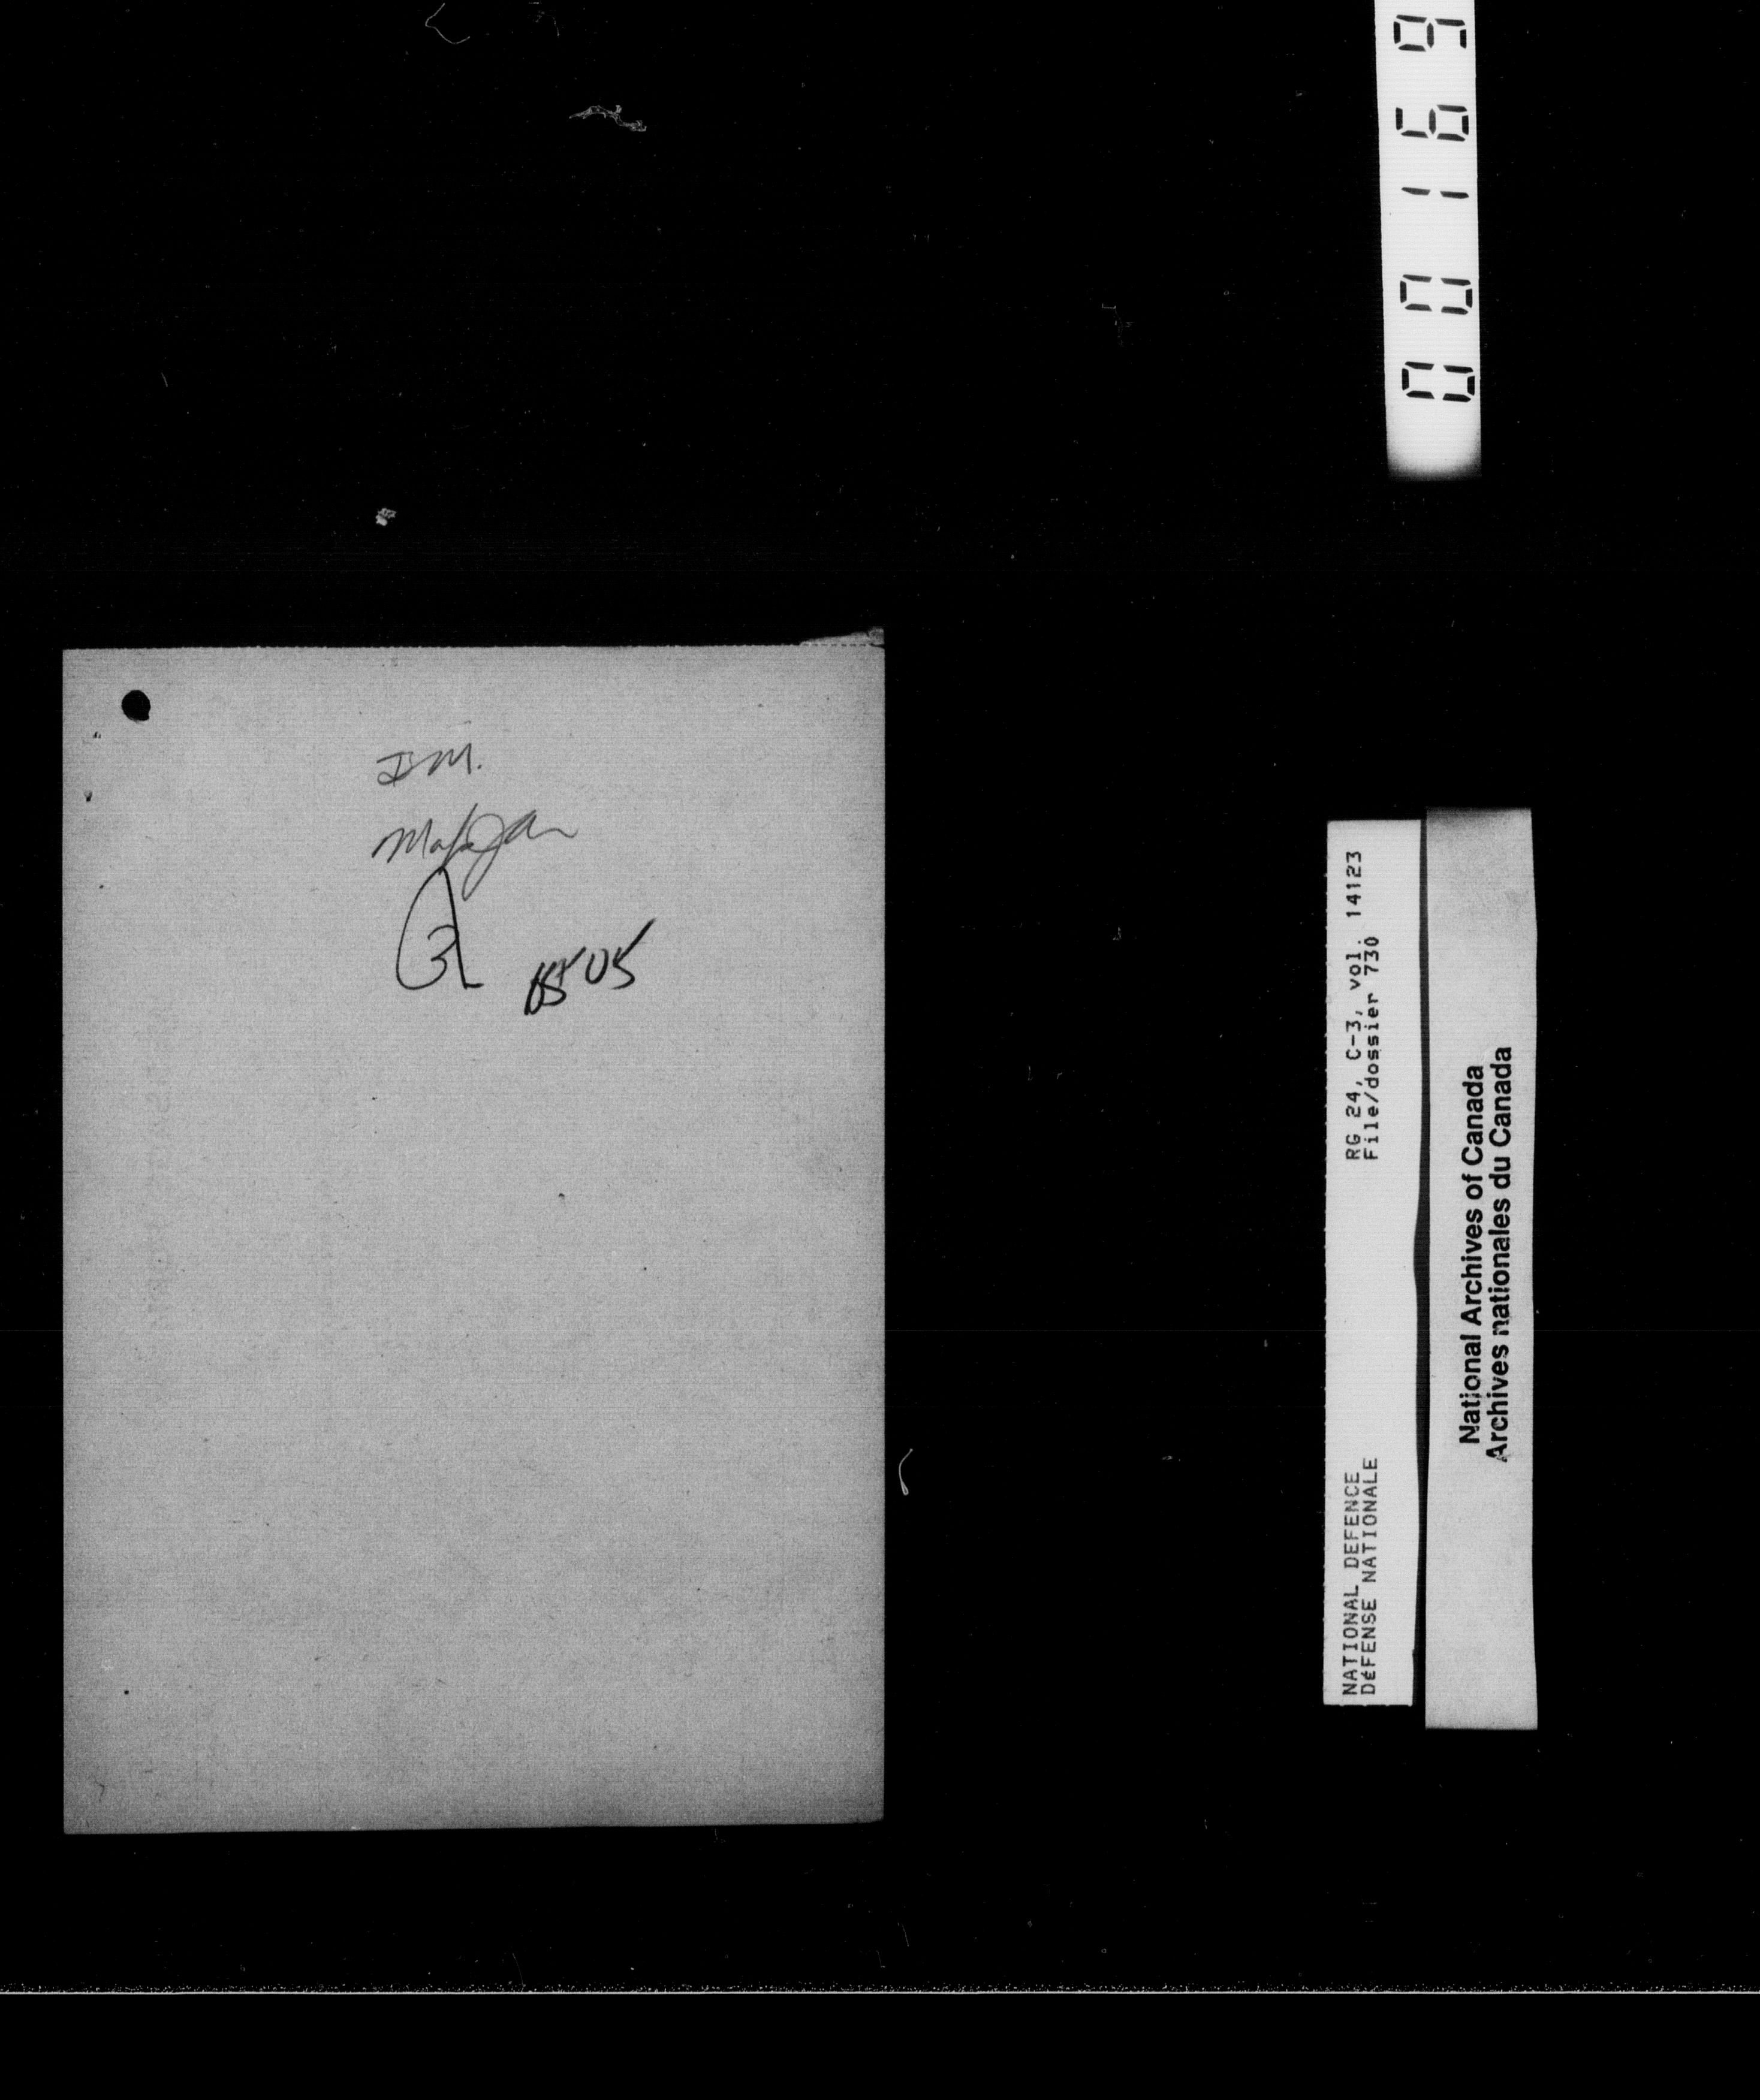 00169
IM.
NATIONAL DEFENCE
DéFENSE NATIONALE
RG 24, C-3, vol. 14123
File/dossier 730
National Archives of Canada
Archives nationales du Canada